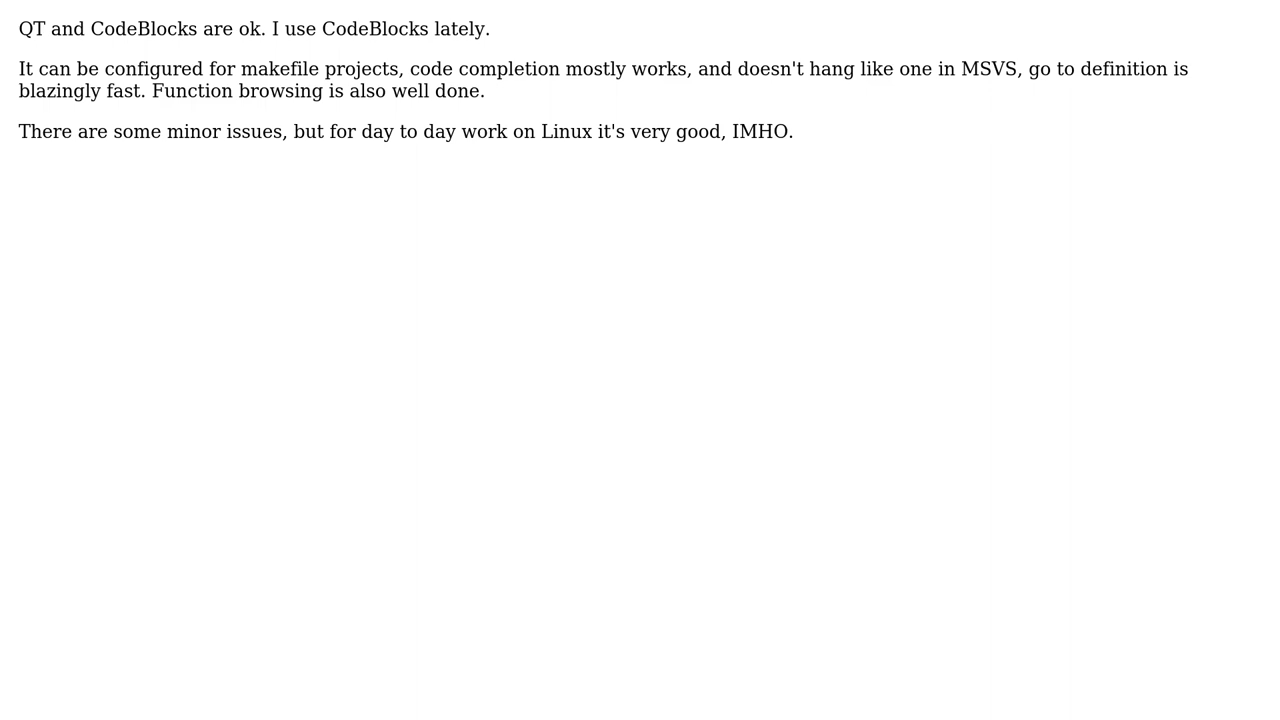 QT and CodeBlocks are ok. I use CodeBlocks lately.
It can be configured for makefile projects, code completion mostly works, and doesn't hang like one in MSVS, go to definition is
blazingly fast. Function browsing is also well done.
There are some minor issues, but for day to day work on Linux it's very good, IMHO.